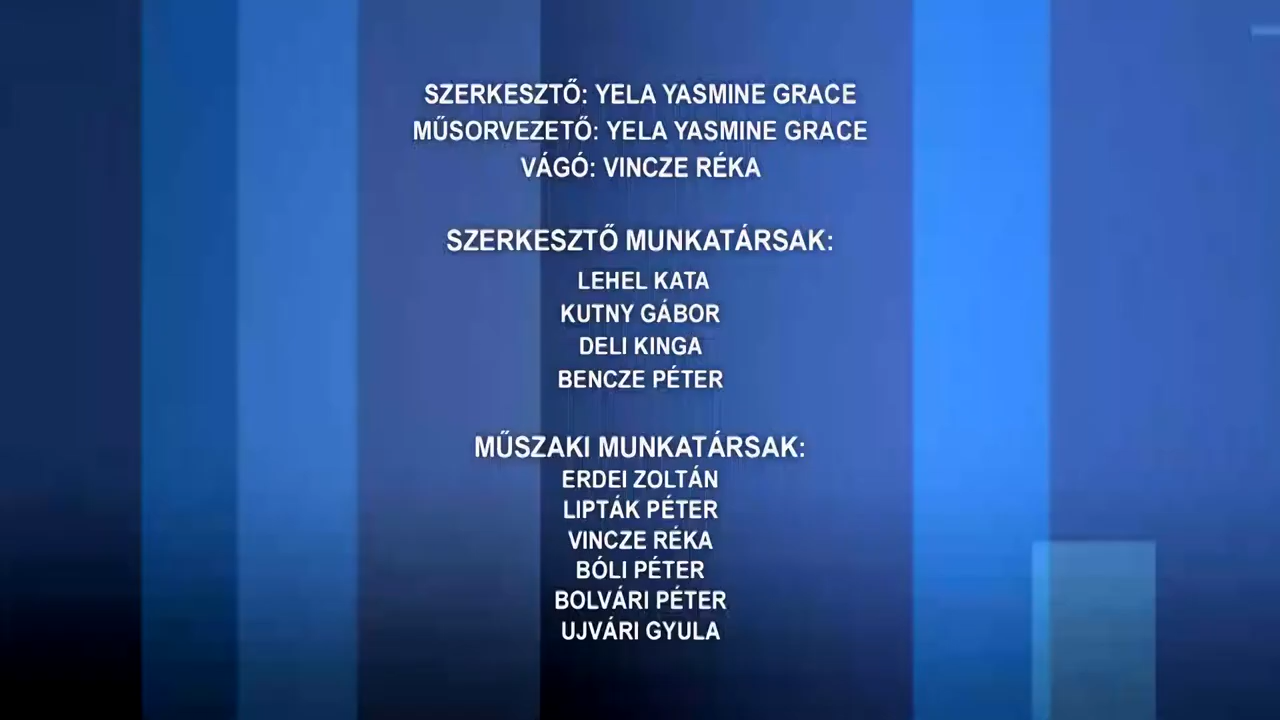 SZERKESZTŐ: YELA YASMINE GRACE
MŰSORVEZETŐ: YELA YASMINE GRACE
VÁGÓ: VINCZE RÉKA
SZERKESZTŐ MUNKATÁRSAK:
LEHEL KATA
KUTNY GÁBOR
DELI KINGA
BENCZE PÉTER
MŰSZAKI MUNKATÁRSAK:
ERDEI ZOLTÁN
LIPTÁK PÉTER
VINCZE RÉKA
BÓLI PÉTER
BOLVÁRI PÉTER
UJVÁRI GYULA